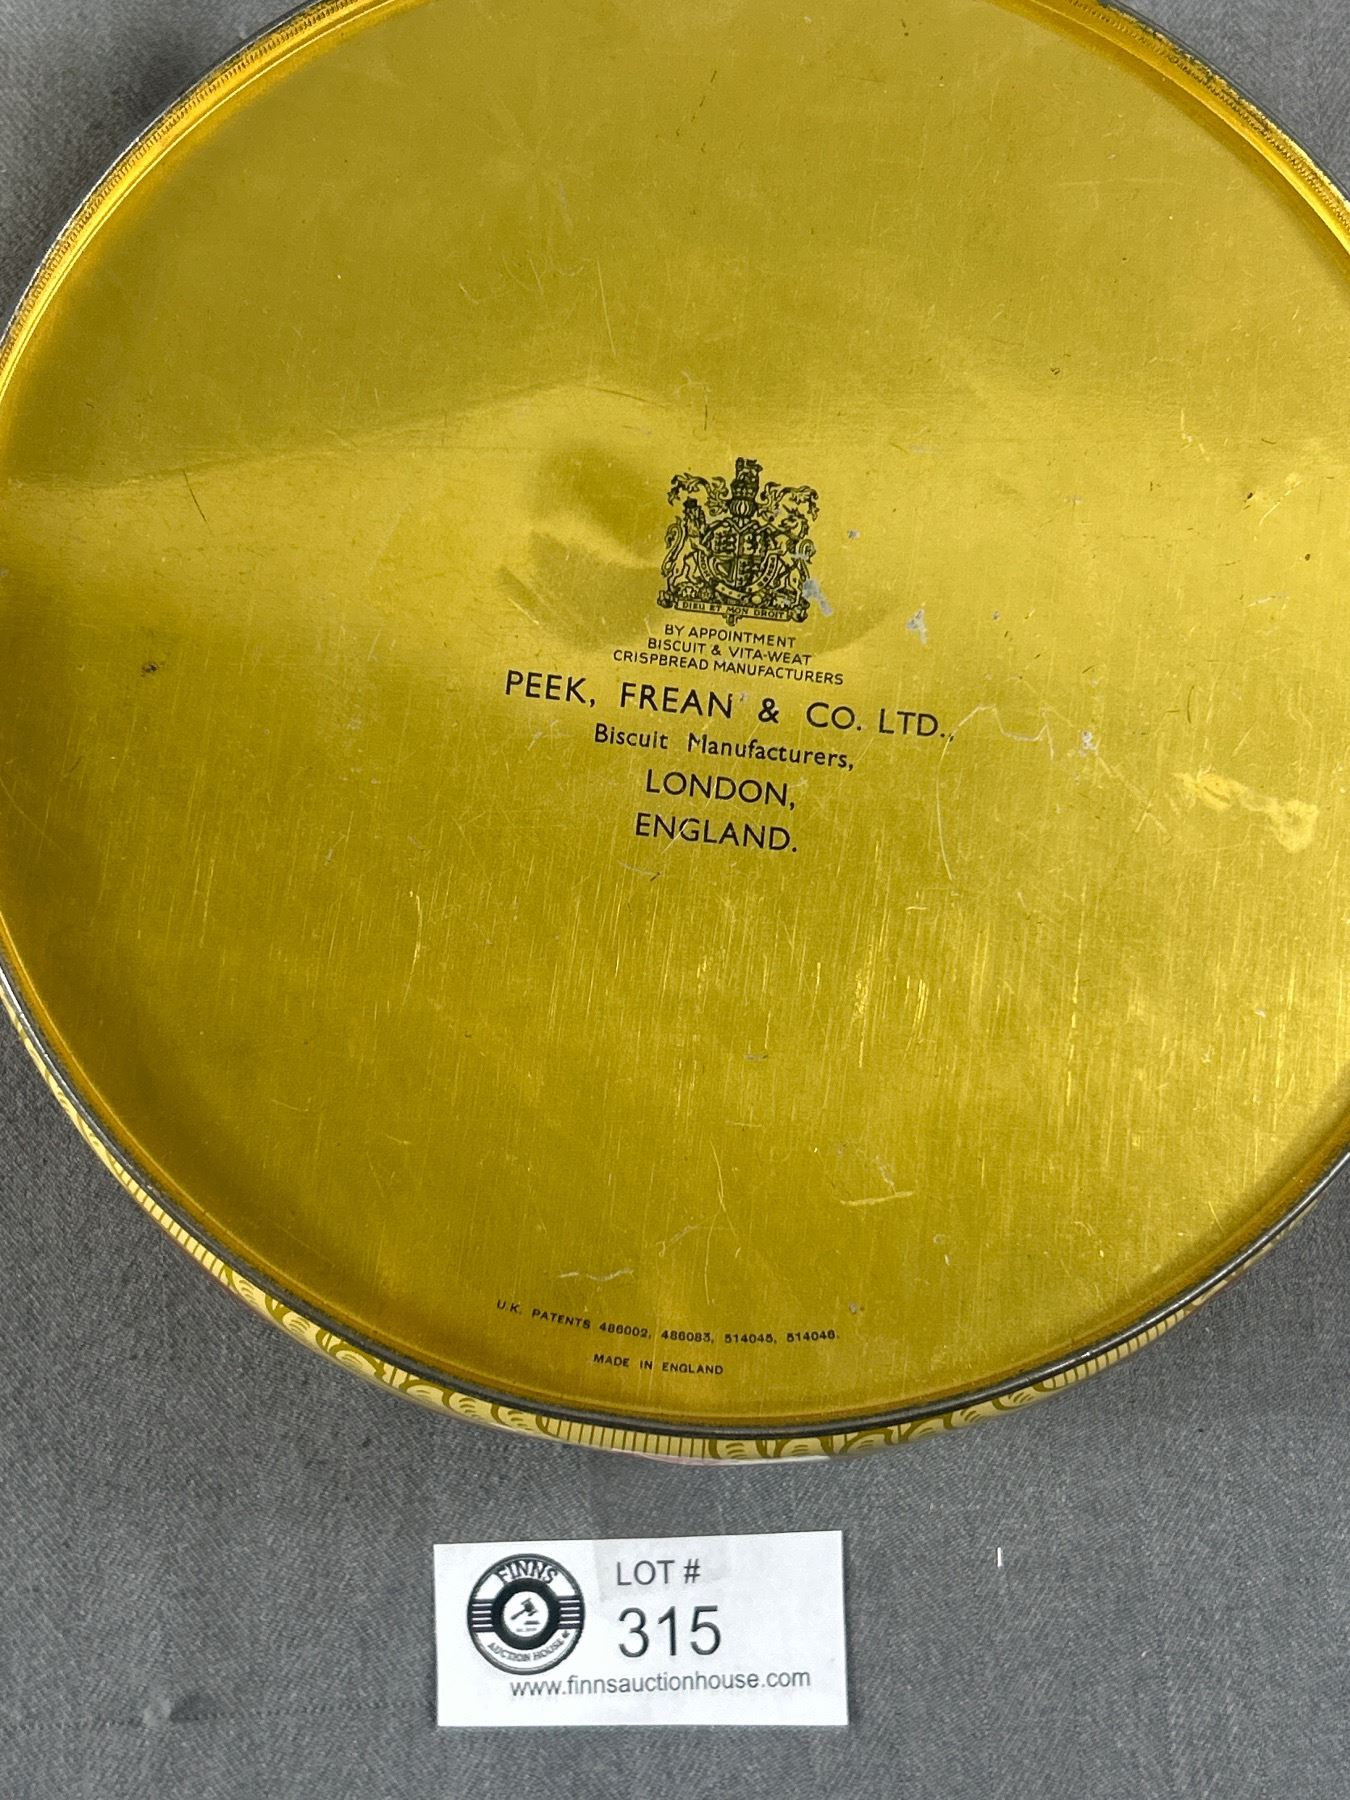 DIEU ET MON DROIT
BY APPOINTMENT
BISCUIT & VITA-WEAT
CRISPBREAD MANUFACTURERS
PEEK, FREAN & CO. LTD.,
Biscuit Manufacturers,
LONDON,
ENGLAND.
U.K. PATENTS 486002, 486083, 514045, 514046.
MADE IN ENGLAND
FINNS
AUCTION HOUSE
LOT #
315
www.finnsauctionhouse.com